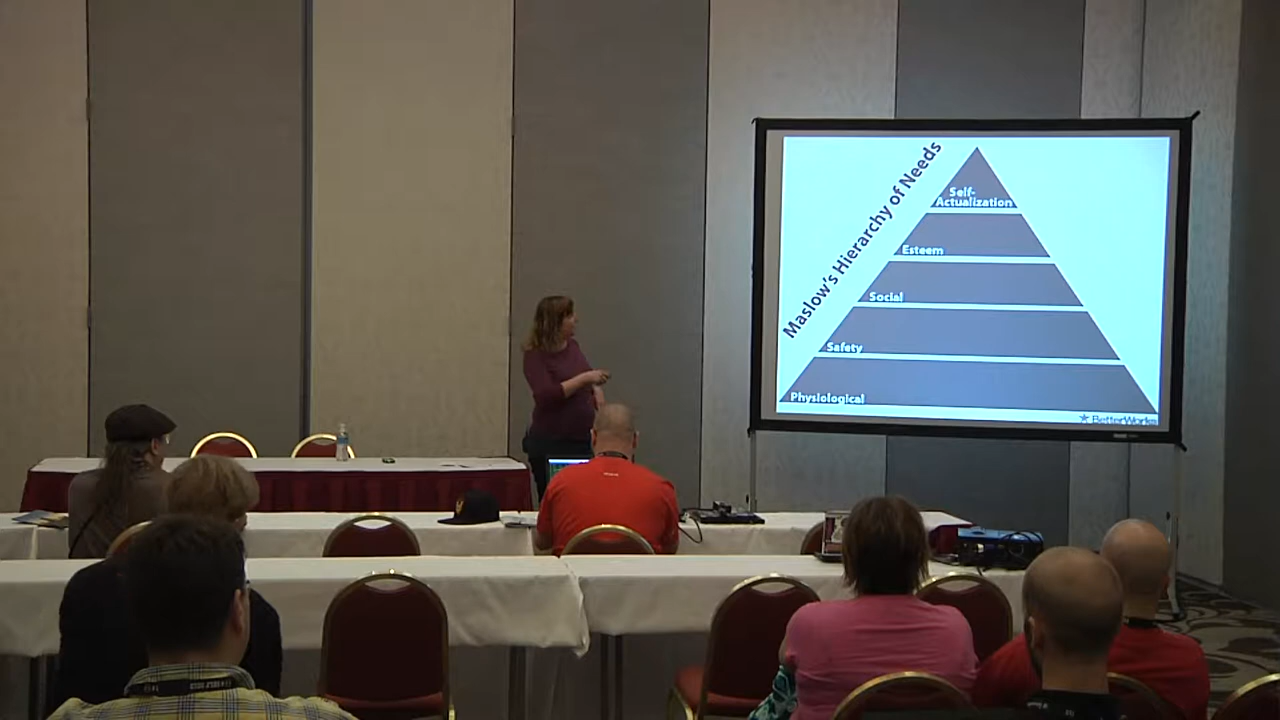 Maslow's Hierarchy of Needs
Self-
Actualization
Esteem
Social
Safety
Physiological
BetterWorks